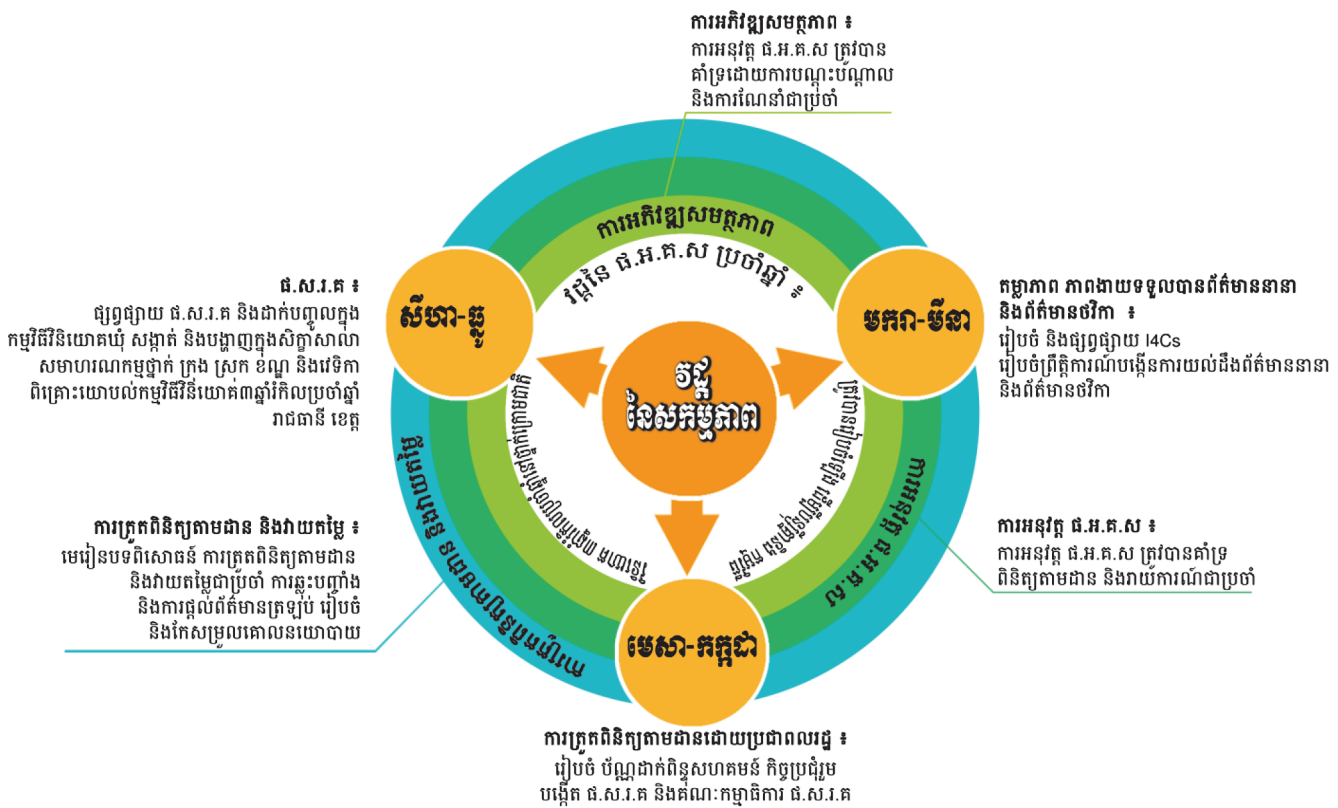 ការអភិវឌ្ឍសមត្ថភាព ៖
ការអនុវត្ត ផ.អ.គ.ស ត្រូវបាន
គាំទ្រដោយការបណ្តុះបណ្តាល
និងការណែនាំជាប្រចាំ
ការអភិវឌ្ឍសមត្ថភាព
វដ្តនៃ ផ.អ.គ.ស ប្រចាំឆ្នាំ ៖
ផ.ស.រ.គ ៖
ផ្សព្វផ្សាយ ផ.ស.រ.គ និងដាក់បញ្ចូលក្នុង
កម្មវិធីវិនិយោគឃុំ សង្កាត់ និងបង្ហាញក្នុងសិក្ខាសាលា
សមាហរណកម្មថ្នាក់ ក្រុង ស្រុក ខណ្ឌ និងវេទិកា
ពិគ្រោះយោបល់កម្មវិធីវិនិយោគ៣ឆ្នាំរំកិលប្រចាំឆ្នាំ
រាជធានី ខេត្ត
សីហា-ធ្នូ
មករា-មីនា
តម្លាភាព ភាពងាយទទួលបានព័ត៌មាននានា
និងព័ត៌មានថវិកា ៖
រៀបចំ និងផ្សព្វផ្សាយ I4Cs
រៀបចំព្រឹត្តិការណ៍បង្កើនការយល់ដឹងព័ត៌មាននានា
និងព័ត៌មានថវិកា
វដ្ត
នៃសកម្មភាព
ការអនុវត្ត ផ.អ.គ.ស
ការត្រួតពិនិត្យតាមដាន និងវាយតម្លៃ ៖
មេរៀនបទពិសោធន៍ ការត្រួតពិនិត្យតាមដាន
និងវាយតម្លៃជាប្រចាំ ការឆ្លុះបញ្ចាំង
និងការផ្តល់ព័ត៌មានត្រឡប់ រៀបចំ
និងកែសម្រួលគោលនយោបាយ
ការអនុវត្ត ផ.អ.គ.ស ៖
ការអនុវត្ត ផ.អ.គ.ស ត្រូវបានគាំទ្រ
ពិនិត្យតាមដាន និងរាយការណ៍ជាប្រចាំ
មេសា-កក្កដា
ការត្រួតពិនិត្យតាមដានដោយប្រជាពលរដ្ឋ ៖
រៀបចំ ប័ណ្ណដាក់ពិន្ទុសហគមន៍ កិច្ចប្រជុំរួម
បង្កើត ផ.ស.រ.គ និងគណៈកម្មាធិការ ផ.ស.រ.គ